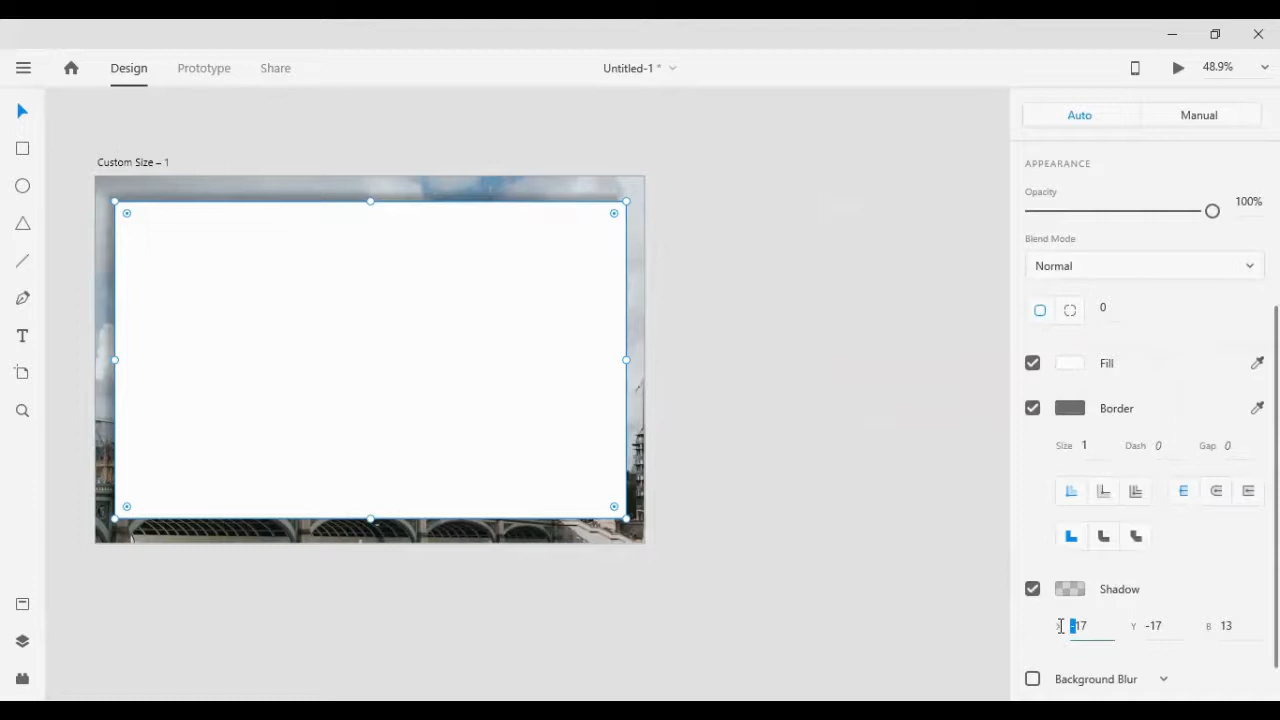 Design Prototype Share Untitled-1 * 48.9%
Custom Size – 1
Auto Manual
APPEARANCE
Opacity
100%
Blend Mode
Normal
0
Fill
Border
Size 1 Dash 0 Gap 0
Shadow
X -17 Y -17 B 13
Background Blur
T